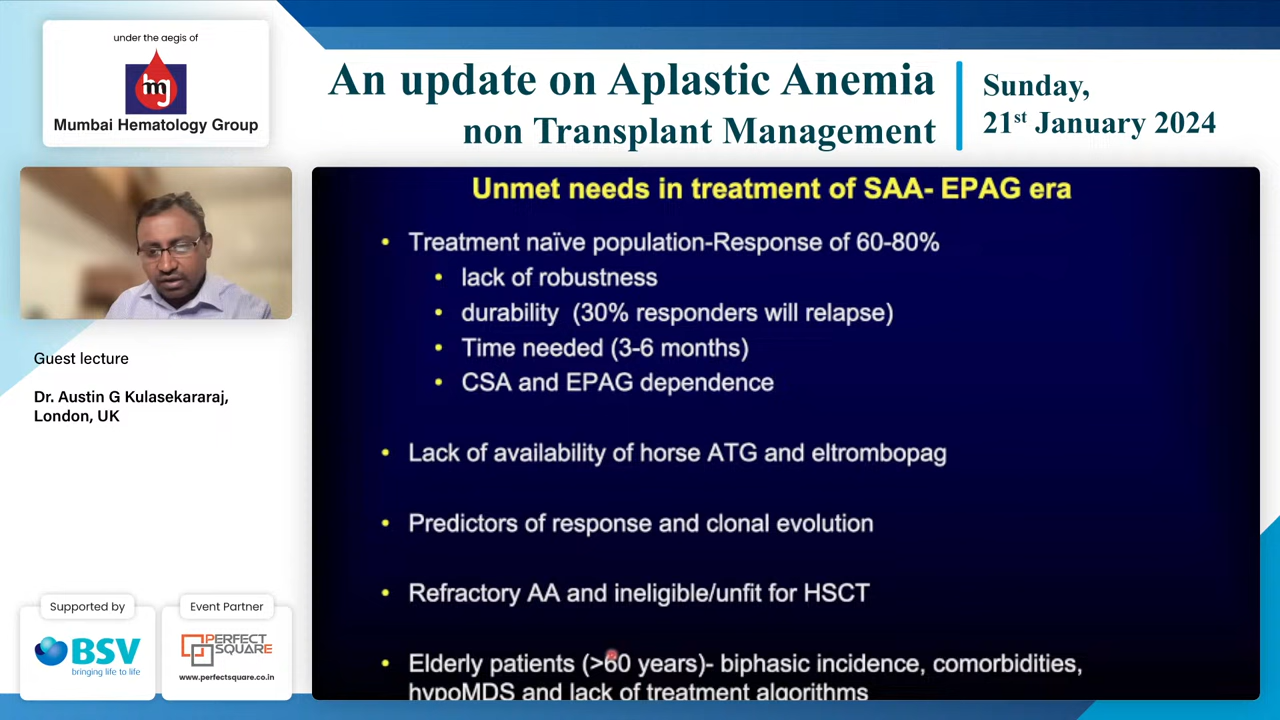 under the aegis of
mg
Mumbai Hematology Group
An update on Aplastic Anemia
non Transplant Management
Sunday,
21st January 2024
Guest lecture
Dr. Austin G Kulasekararaj,
London, UK
Supported by
BSV
bringing life to life
Event Partner
PERFECT
SQUARE
www.perfectsquare.co.in
Unmet needs in treatment of SAA- EPAG era
• Treatment naïve population-Response of 60-80%
• lack of robustness
• durability (30% responders will relapse)
• Time needed (3-6 months)
• CSA and EPAG dependence
• Lack of availability of horse ATG and eltrombopag
• Predictors of response and clonal evolution
• Refractory AA and ineligible/unfit for HSCT
• Elderly patients (>60 years)- biphasic incidence, comorbidities,
hypoMDS and lack of treatment algorithms